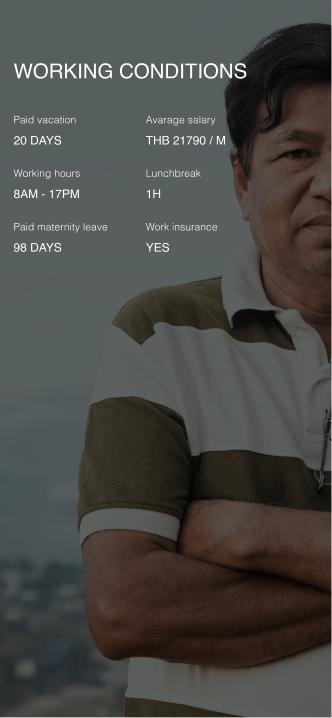 WORKING CONDITIONS
Paid vacation
20 DAYS
Avarage salary
THB 21790 / M
Working hours
8AM - 17PM
Lunchbreak
1H
Paid maternity leave
98 DAYS
Work insurance
YES